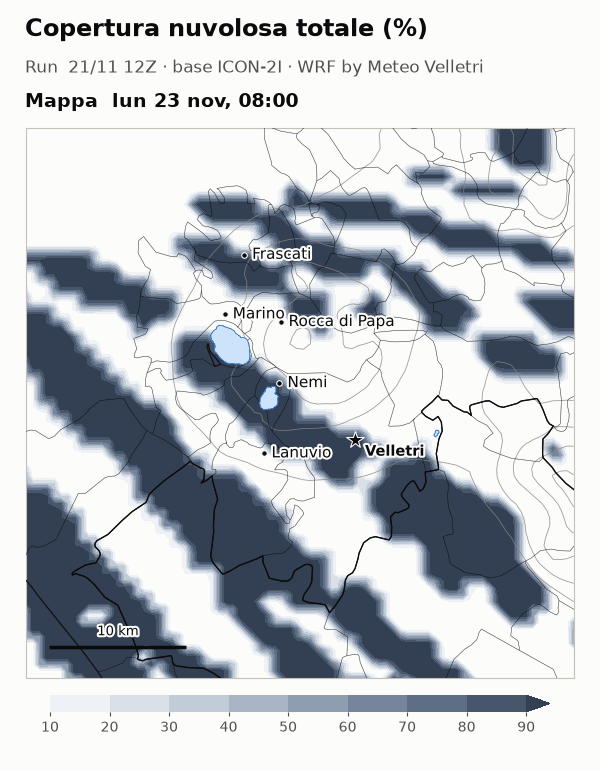 Copertura nuvolosa totale (%)
Run  21/11 12Z · base ICON-2I · WRF by Meteo Velletri
Mappa  lun 23 nov, 08:00
Frascati
Marino
Rocca di Papa
Nemi
Velletri
Lanuvio
10 km
10 20 30 40 50 60 70 80 90